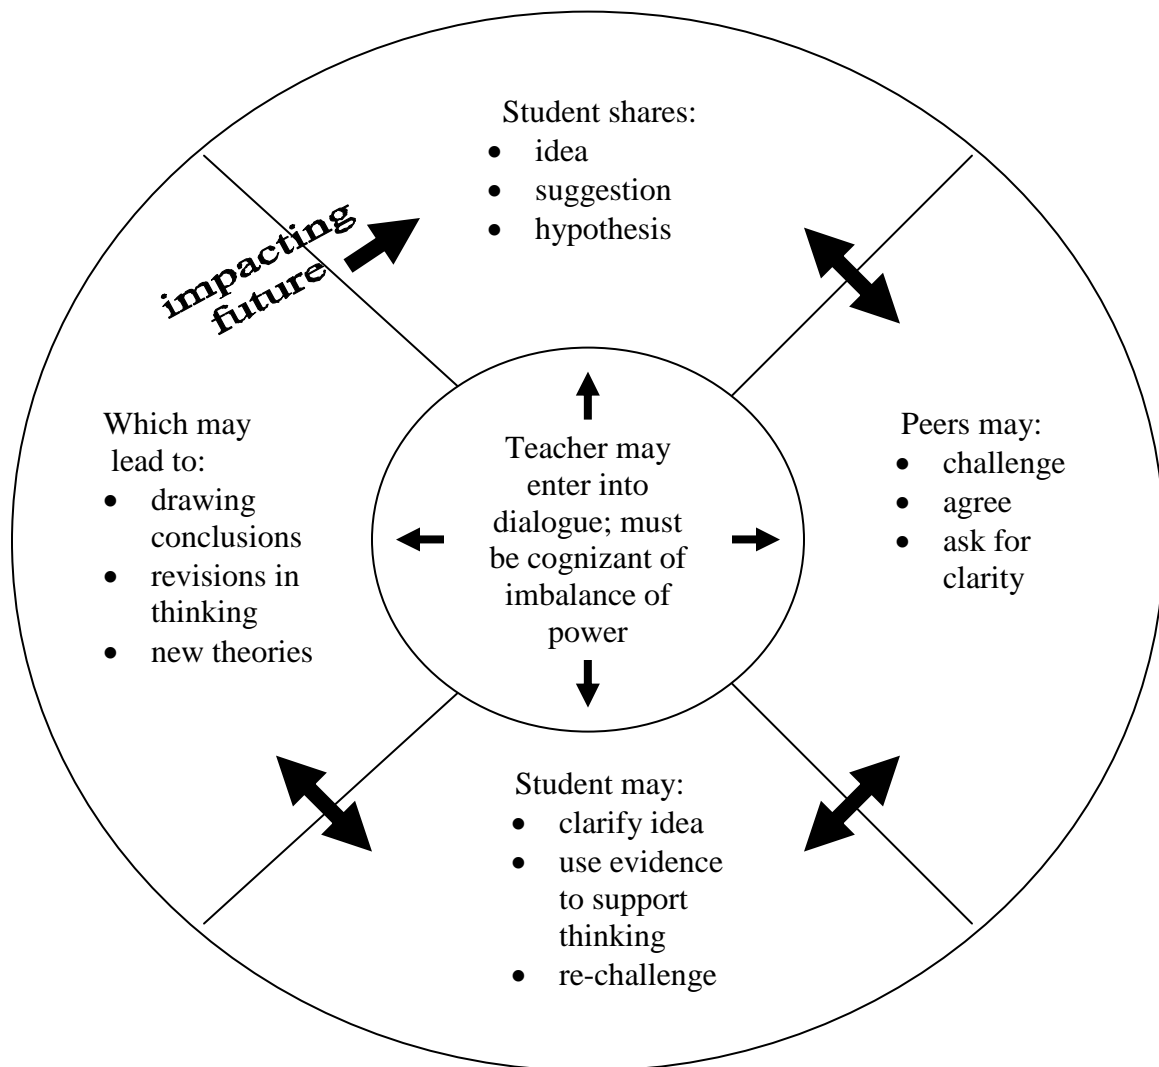 Student shares:
• idea
• suggestion
• hypothesis
impacting
future
Peers may:
• challenge
• agree
• ask for
clarity
Teacher may
enter into
dialogue; must
be cognizant of
imbalance of
power
Which may
lead to:
• drawing
conclusions
• revisions in
thinking
• new theories
Student may:
• clarify idea
• use evidence
to support
thinking
• re-challenge